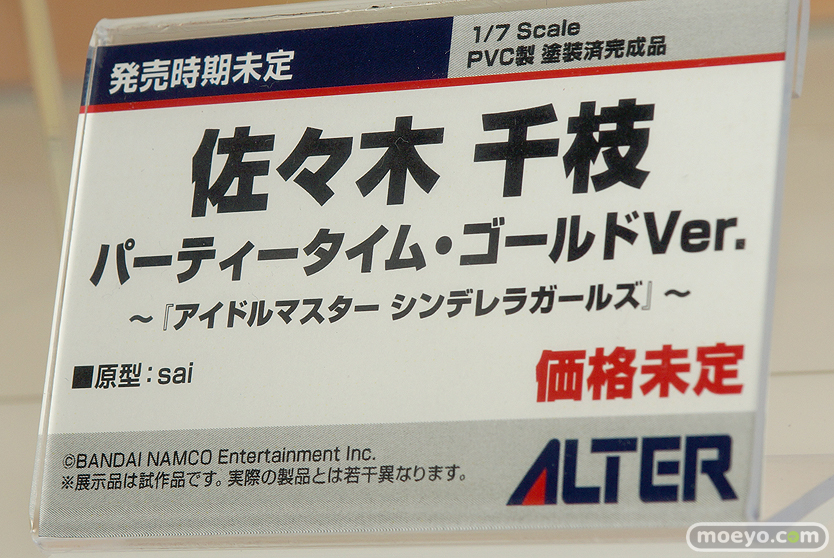 発売時期未定
1/7 Scale
PVC製 塗装済完成品
佐々木 千枝
パーティータイム・ゴールドVer.
~『アイドルマスター シンデレラガールズ』~
■原型:sai
価格未定
©BANDAI NAMCO Entertainment Inc.
※展示品は試作品です。実際の製品とは若干異なります。
ALTER
moeyo.com